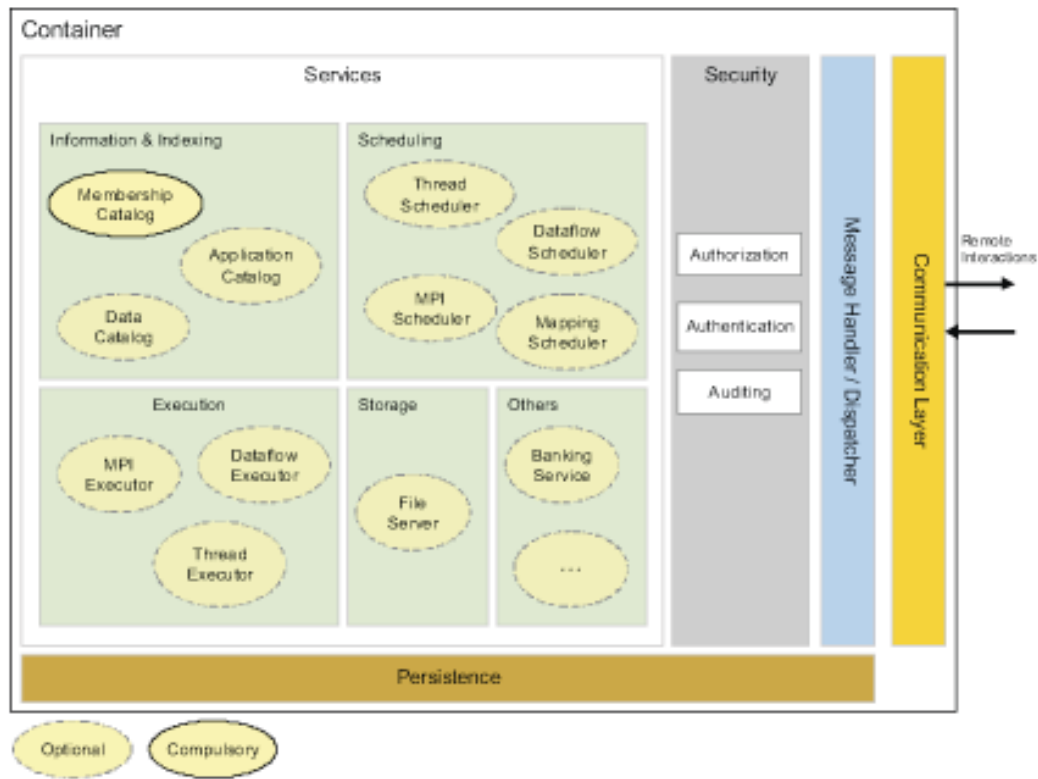 Container
Services
Security
Information & Indexing
Scheduling
Membership
Catalog
Thread
Scheduler
Application
Catalog
Dataflow
Scheduler
Data
Catalog
MPI
Scheduler
Mapping
Scheduler
Authorization
Authentication
Auditing
Message Handler / Dispatcher
Communication Layer
Remote
Interactions
Execution
Storage
Others
MPI
Executor
Dataflow
Executor
Thread
Executor
File
Server
Banking
Service
...
Persistence
Optional
Compulsory